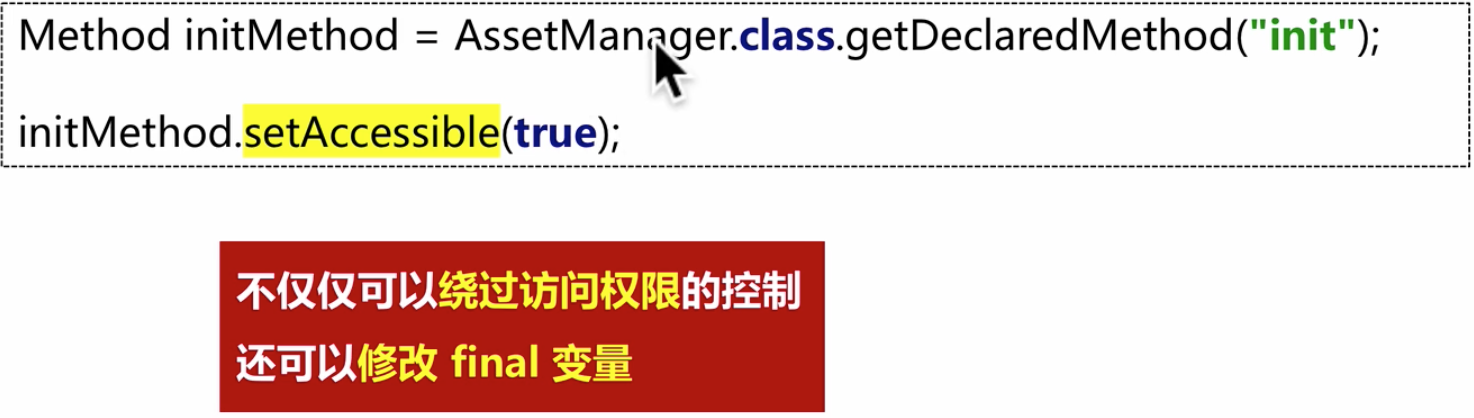 Method initMethod = AssetManager.class.getDeclaredMethod("init");
initMethod.setAccessible(true);
不仅仅可以绕过访问权限的控制
还可以修改 final 变量